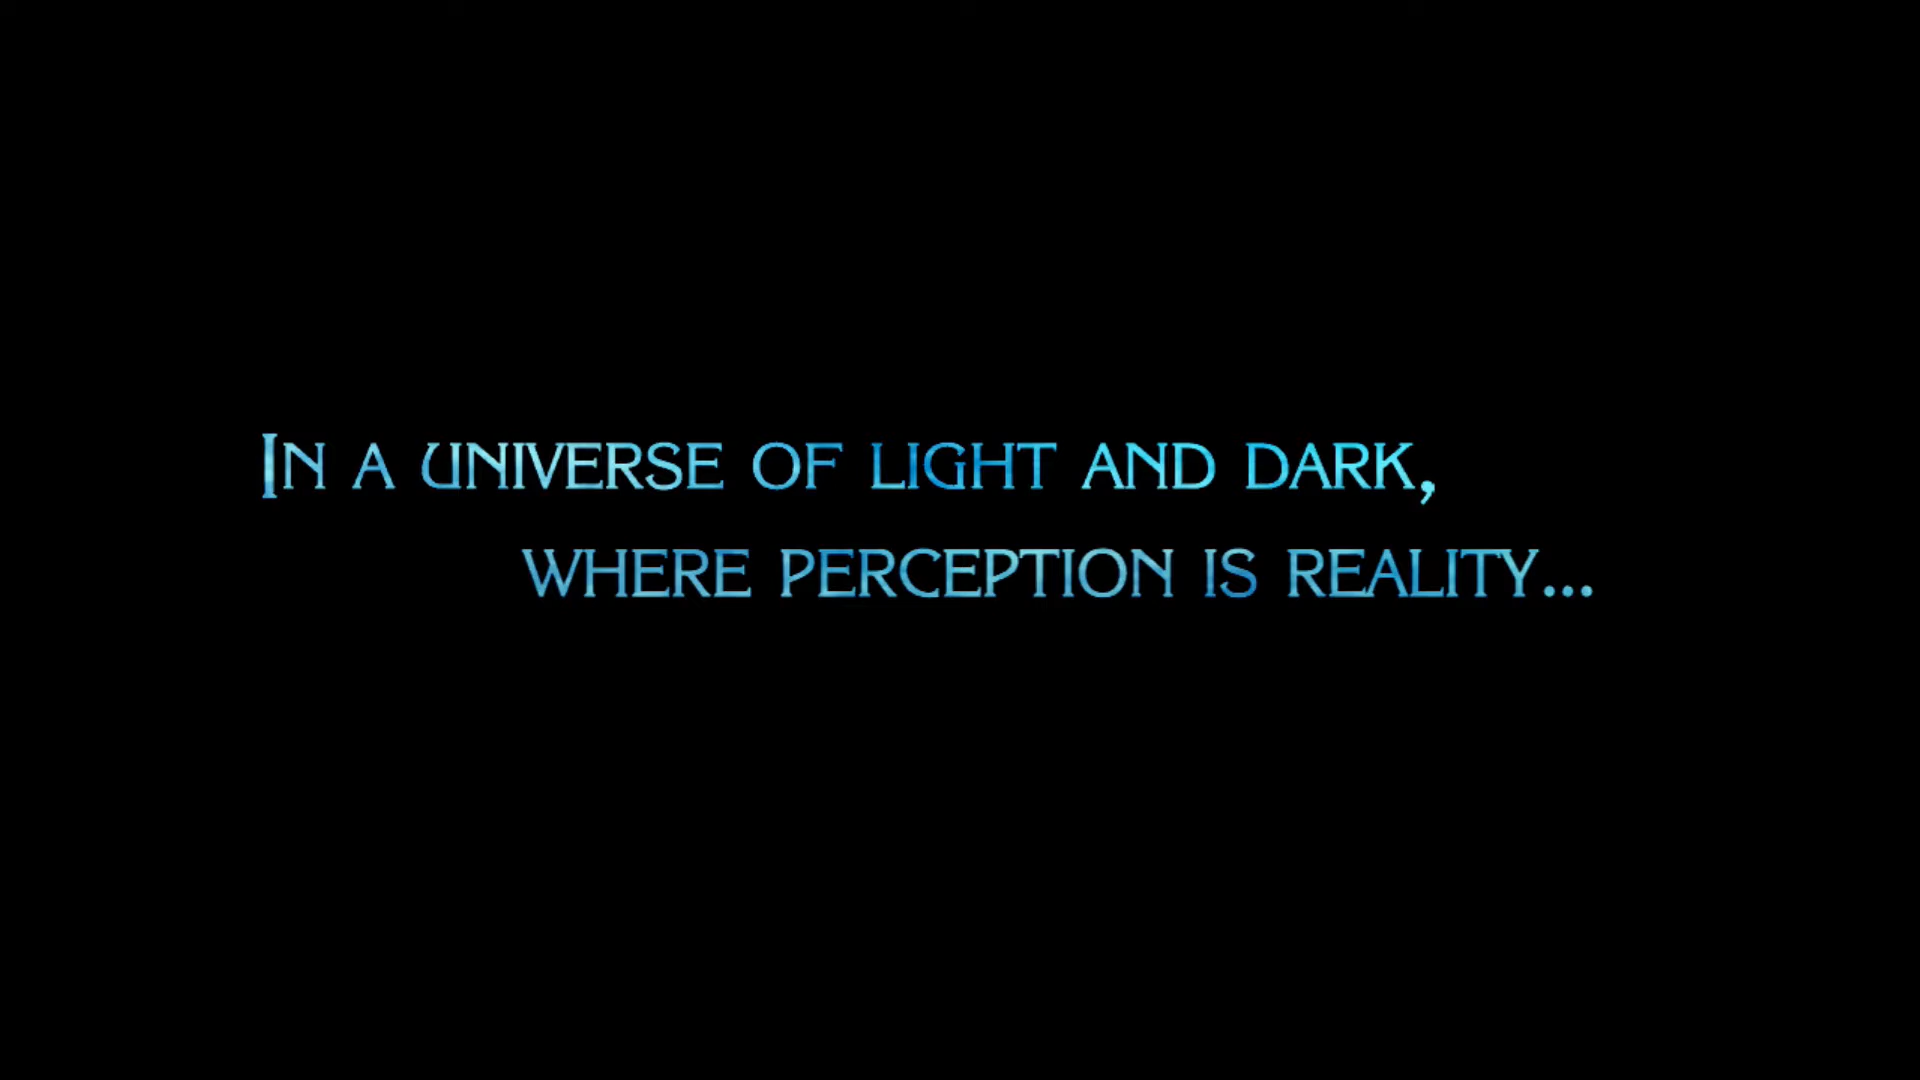 In a universe of light and dark,
where perception is reality...